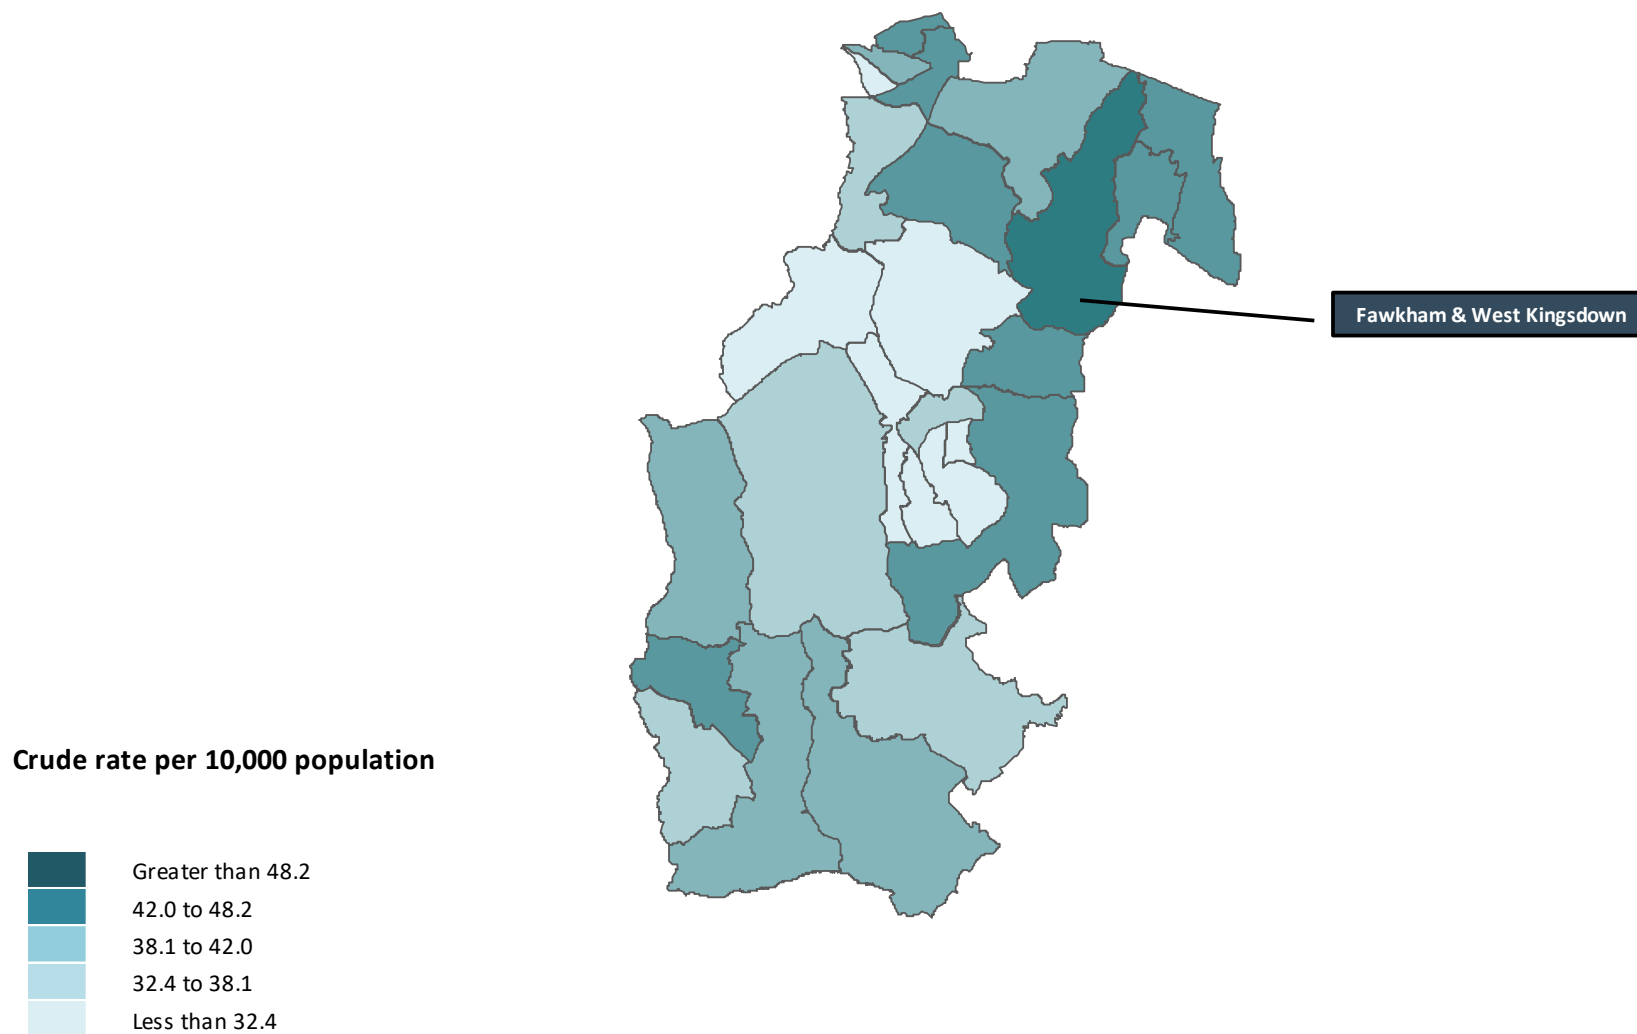 Fawkham & West Kingsdown
Crude rate per 10,000 population
Greater than 48.2
42.0 to 48.2
38.1 to 42.0
32.4 to 38.1
Less than 32.4